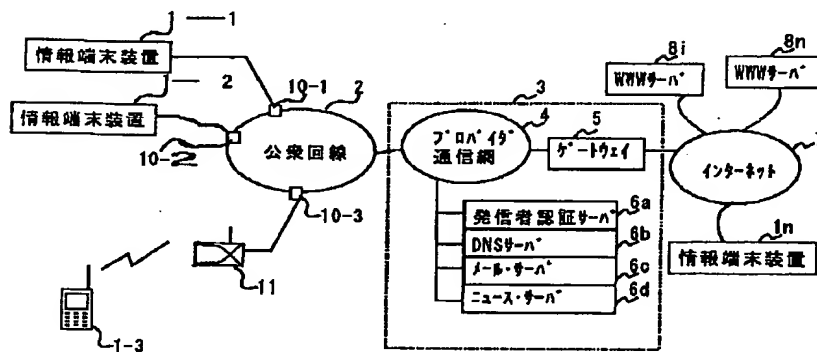 1 — 1
情報端末装置
1 — 2
情報端末装置
10-1
2
10-2
公衆回線
10-3
11
1-3
3
4
プロバイダ
通信網
5
ゲートウェイ
6a
発信者認証サーバ
6b
DNSサーバ
6c
メール・サーバ
6d
ニュース・サーバ
8i
WWWサーバ
8n
WWWサーバ
インターネット
1n
情報端末装置